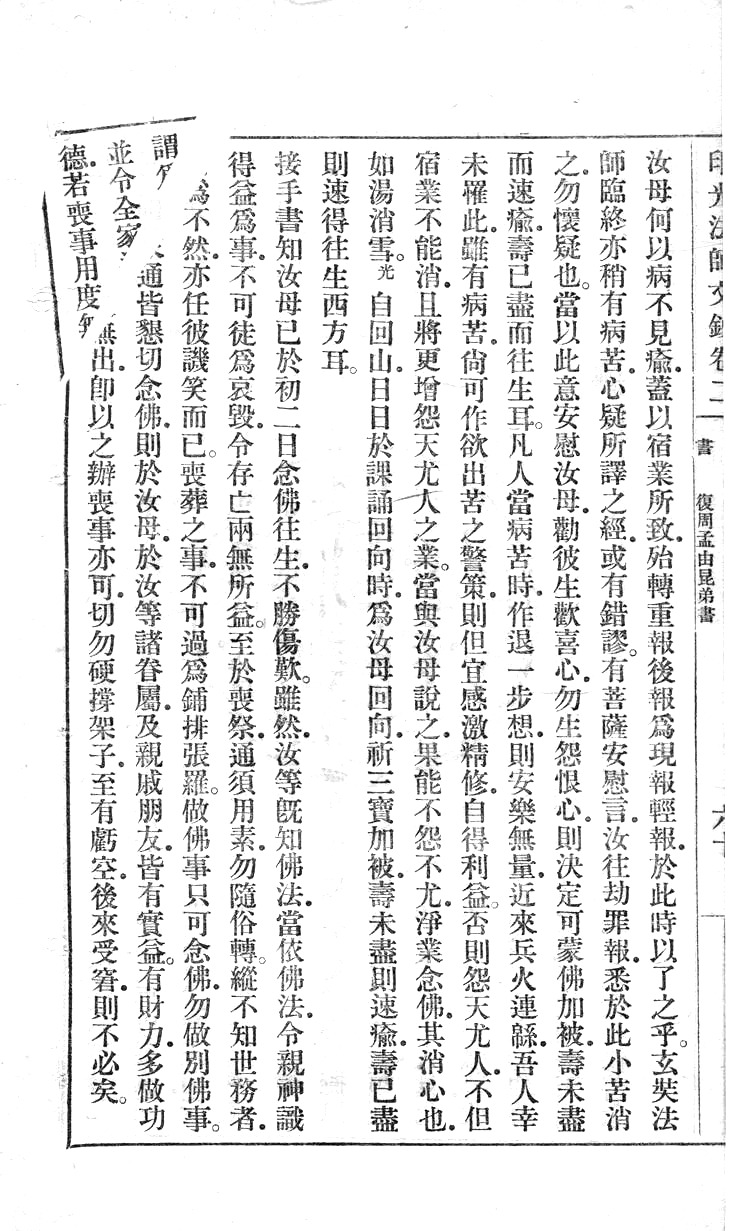 印光法師文鈔卷二 書 復周孟由昆弟書 六十
汝母何以病不見瘉.蓋以宿業所致.殆轉重報後報爲現報輕報.於此時以了之乎。玄奘法
師臨終亦稍有病苦.心疑所譯之經.或有錯謬。有菩薩安慰言.汝往劫罪報.悉於此小苦消
之.勿懷疑也。當以此意安慰汝母.勸彼生歡喜心.勿生怨恨心.則決定可蒙佛加被.壽未盡
而速瘉.壽已盡而往生耳。凡人當病苦時.作退一步想.則安樂無量.近來兵火連緜.吾人幸
未罹此.雖有病苦.尙可作欲出苦之警策.則但宜感激精修.自得利益。否則怨天尤人.不但
宿業不能消.且將更增怨天尤人之業。當與汝母說之.果能不怨不尤.淨業念佛.其消心也.
如湯消雪。光 自回山.日日於課誦回向時.爲汝母回向.祈三寶加被.壽未盡則速瘉.壽已盡
則速得往生西方耳。
接手書知汝母已於初二日念佛往生.不勝傷歎。雖然.汝等旣知佛法.當依佛法.令親神識
得益爲事.不可徒爲哀毀.令存亡兩無所益。至於喪祭.通須用素.勿隨俗轉。縱不知世務者.
爲不然.亦任彼譏笑而已。喪葬之事.不可過爲鋪排張羅。做佛事只可念佛.勿做別佛事。
謂 並令全家 通皆懇切念佛.則於汝母.於汝等諸眷屬.及親戚朋友.皆有實益。有財力多做功
德.若喪事用度 無出.卽以之辦喪事亦可.切勿硬撐架子.至有虧空.後來受窘.則不必矣。